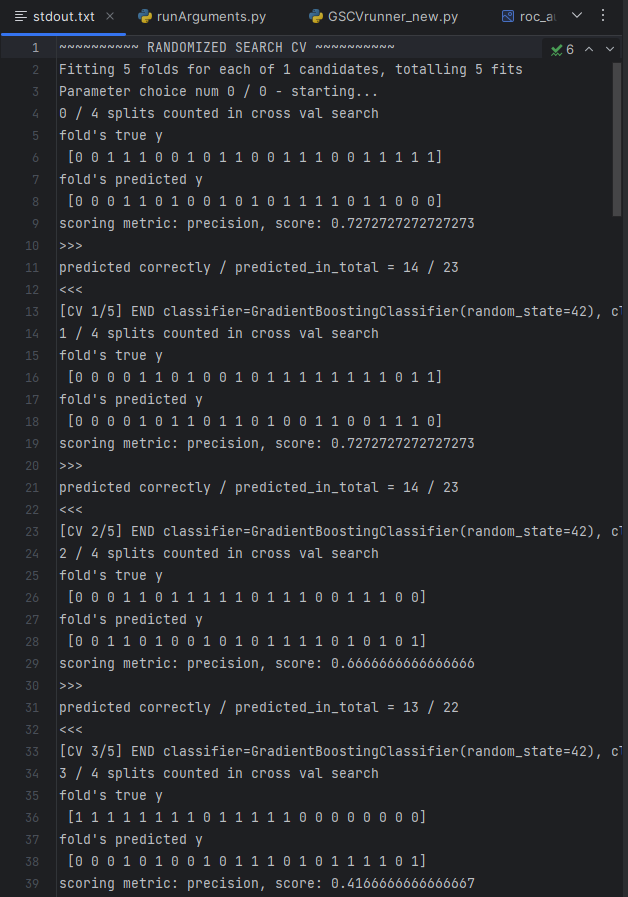 stdout.txt runArguments.py GSCVrunner_new.py roc_au
1 ~~~~~~~~~~ RANDOMIZED SEARCH CV ~~~~~~~~~~ 6
2 Fitting 5 folds for each of 1 candidates, totalling 5 fits
3 Parameter choice num 0 / 0 - starting...
4 0 / 4 splits counted in cross val search
5 fold's true y
6 [0 0 1 1 1 0 0 1 0 1 1 0 0 1 1 1 0 0 1 1 1 1 1]
7 fold's predicted y
8 [0 0 0 1 1 0 1 0 0 1 0 1 0 1 1 1 1 0 1 1 0 0 0]
9 scoring metric: precision, score: 0.7272727272727273
10 >>>
11 predicted correctly / predicted_in_total = 14 / 23
12 <<<
13 [CV 1/5] END classifier=GradientBoostingClassifier(random_state=42), cl
14 1 / 4 splits counted in cross val search
15 fold's true y
16 [0 0 0 0 1 1 0 1 0 0 1 0 1 1 1 1 1 1 1 1 0 1 1]
17 fold's predicted y
18 [0 0 0 0 1 0 1 1 0 1 1 0 1 0 0 1 1 0 0 1 1 1 0]
19 scoring metric: precision, score: 0.7272727272727273
20 >>>
21 predicted correctly / predicted_in_total = 14 / 23
22 <<<
23 [CV 2/5] END classifier=GradientBoostingClassifier(random_state=42), cl
24 2 / 4 splits counted in cross val search
25 fold's true y
26 [0 0 0 1 1 0 1 1 1 1 1 0 1 1 1 0 0 1 1 1 0 0]
27 fold's predicted y
28 [0 0 1 1 0 1 0 0 1 0 1 0 1 1 1 1 0 1 0 1 0 1]
29 scoring metric: precision, score: 0.6666666666666666
30 >>>
31 predicted correctly / predicted_in_total = 13 / 22
32 <<<
33 [CV 3/5] END classifier=GradientBoostingClassifier(random_state=42), cl
34 3 / 4 splits counted in cross val search
35 fold's true y
36 [1 1 1 1 1 1 1 1 0 1 1 1 1 1 0 0 0 0 0 0 0 0]
37 fold's predicted y
38 [0 0 0 1 0 1 0 0 1 0 1 1 1 0 1 0 1 1 1 1 0 1]
39 scoring metric: precision, score: 0.4166666666666667